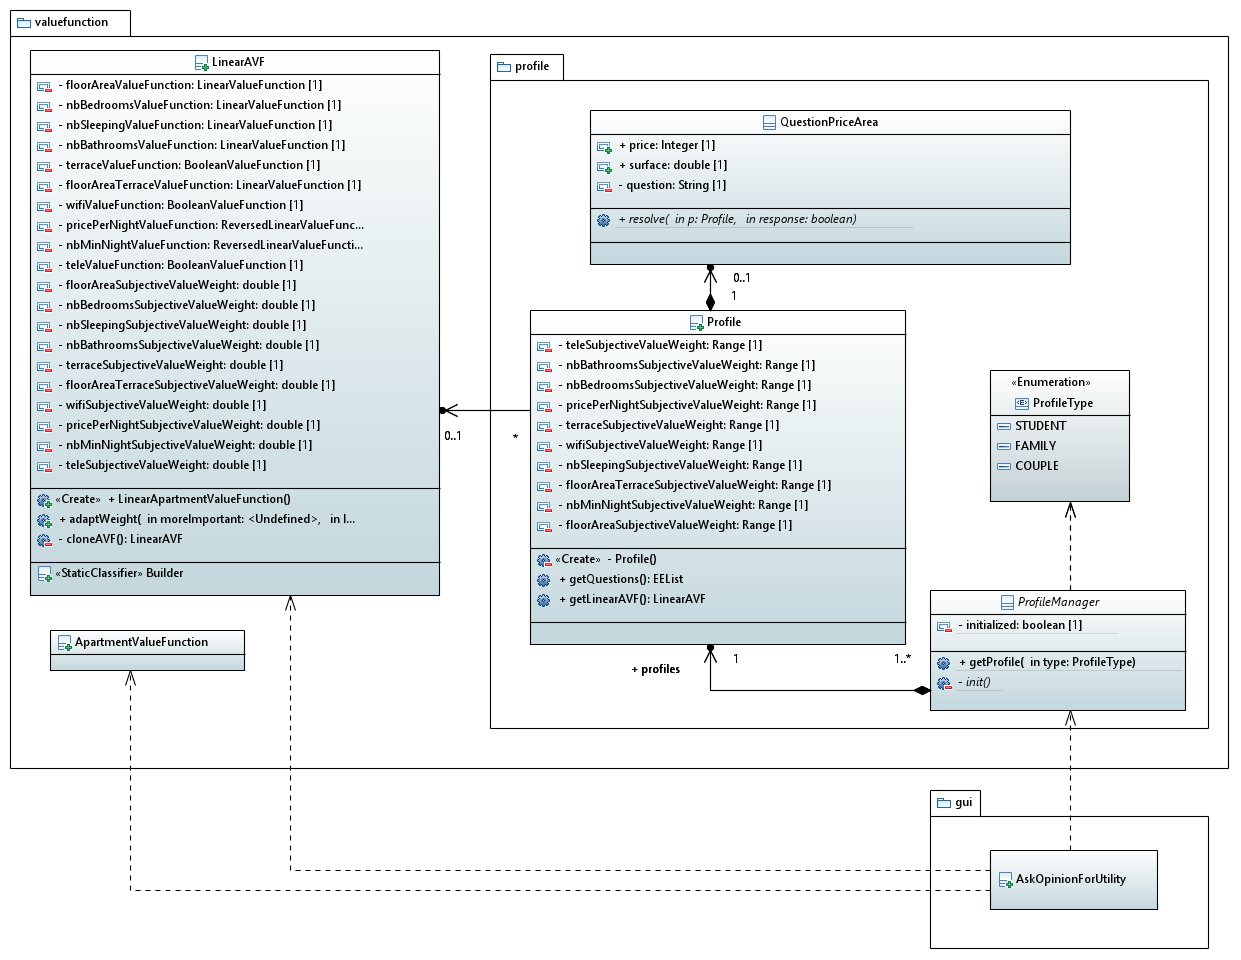 valuefunction
LinearAVF
- floorAreaValueFunction: LinearValueFunction [1]
- nbBedroomsValueFunction: LinearValueFunction [1]
- nbSleepingValueFunction: LinearValueFunction [1]
- nbBathroomsValueFunction: LinearValueFunction [1]
- terraceValueFunction: BooleanValueFunction [1]
- floorAreaTerraceValueFunction: LinearValueFunction [1]
- wifiValueFunction: BooleanValueFunction [1]
- pricePerNightValueFunction: ReversedLinearValueFunc...
- nbMinNightValueFunction: ReversedLinearValueFuncti...
- teleValueFunction: BooleanValueFunction [1]
- floorAreaSubjectiveValueWeight: double [1]
- nbBedroomsSubjectiveValueWeight: double [1]
- nbSleepingSubjectiveValueWeight: double [1]
- nbBathroomsSubjectiveValueWeight: double [1]
- terraceSubjectiveValueWeight: double [1]
- floorAreaTerraceSubjectiveValueWeight: double [1]
- wifiSubjectiveValueWeight: double [1]
- pricePerNightSubjectiveValueWeight: double [1]
- nbMinNightSubjectiveValueWeight: double [1]
- teleSubjectiveValueWeight: double [1]
«Create» + LinearApartmentValueFunction()
+ adaptWeight( in moreImportant: <Undefined>, in l...
- cloneAVF(): LinearAVF
«StaticClassifier» Builder
ApartmentValueFunction
profile
QuestionPriceArea
+ price: Integer [1]
+ surface: double [1]
- question: String [1]
+ resolve( in p: Profile, in response: boolean)
0..1
1
Profile
- teleSubjectiveValueWeight: Range [1]
- nbBathroomsSubjectiveValueWeight: Range [1]
- nbBedroomsSubjectiveValueWeight: Range [1]
- pricePerNightSubjectiveValueWeight: Range [1]
- terraceSubjectiveValueWeight: Range [1]
- wifiSubjectiveValueWeight: Range [1]
- nbSleepingSubjectiveValueWeight: Range [1]
- floorAreaTerraceSubjectiveValueWeight: Range [1]
- nbMinNightSubjectiveValueWeight: Range [1]
- floorAreaSubjectiveValueWeight: Range [1]
«Create» - Profile()
+ getQuestions(): EEList
+ getLinearAVF(): LinearAVF
0..1
*
«Enumeration»
ProfileType
STUDENT
FAMILY
COUPLE
ProfileManager
- initialized: boolean [1]
+ getProfile( in type: ProfileType)
- init()
+ profiles
1
1..*
gui
AskOpinionForUtility